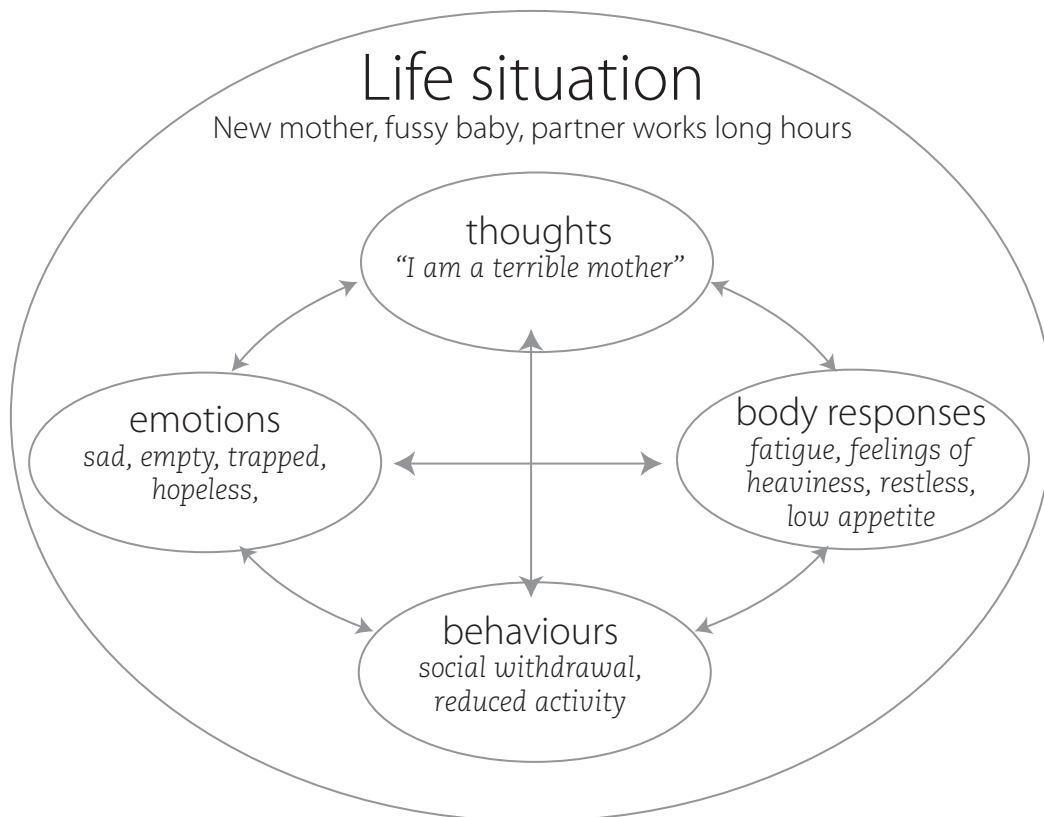 Life situation
New mother, fussy baby, partner works long hours
thoughts
“I am a terrible mother”
emotions
sad, empty, trapped,
hopeless,
body responses
fatigue, feelings of
heaviness, restless,
low appetite
behaviours
social withdrawal,
reduced activity